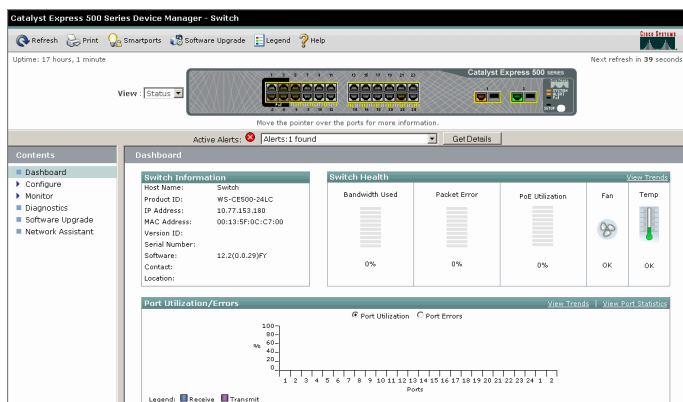 Catalyst Express 500 Series Device Manager - Switch
Refresh Print Smartports Software Upgrade Legend Help
CISCO SYSTEMS
Uptime: 17 hours, 1 minute
Next refresh in 39 seconds
Catalyst Express 500 SERIES
View : Status
Move the pointer over the ports for more information.
Active Alerts: Alerts:1 found Get Details
Contents
Dashboard
Configure
Monitor
Diagnostics
Software Upgrade
Network Assistant
Dashboard
Switch Information
Host Name: Switch
Product ID: WS-CE500-24LC
IP Address: 10.77.153.180
MAC Address: 00:13:5F:0C:C7:00
Version ID:
Serial Number:
Software: 12.2(0.0.29)FY
Contact:
Location:
Switch Health View Trends
Bandwidth Used Packet Error PoE Utilization Fan Temp
0% 0% 0% OK OK
Port Utilization/Errors View Trends | View Port Statistics
Port Utilization Port Errors
100
80
% 60
40
20
0
1 2 3 4 5 6 7 8 9 10 11 12 13 14 15 16 17 18 19 20 21 22 23 24 1 2
Ports
Legend: Receive Transmit